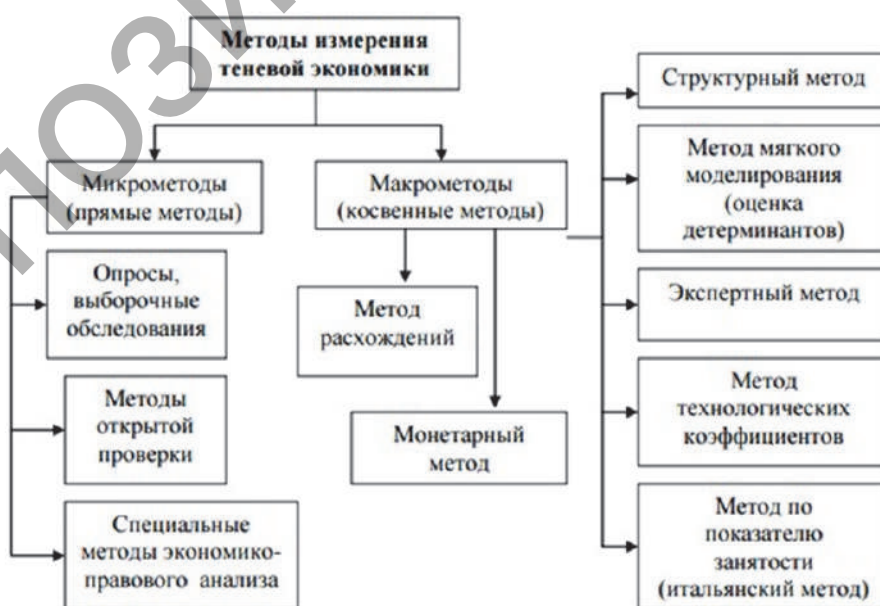 Методы измерения
теневой экономики
Микрометоды
(прямые методы)
Опросы,
выборочные
обследования
Методы
открытой
проверки
Специальные
методы экономико-
правового анализа
Макрометоды
(косвенные методы)
Метод
расхождений
Монетарный
метод
Структурный метод
Метод мягкого
моделирования
(оценка
детерминантов)
Экспертный метод
Метод
технологических
коэффициентов
Метод по
показателю
занятости
(итальянский метод)